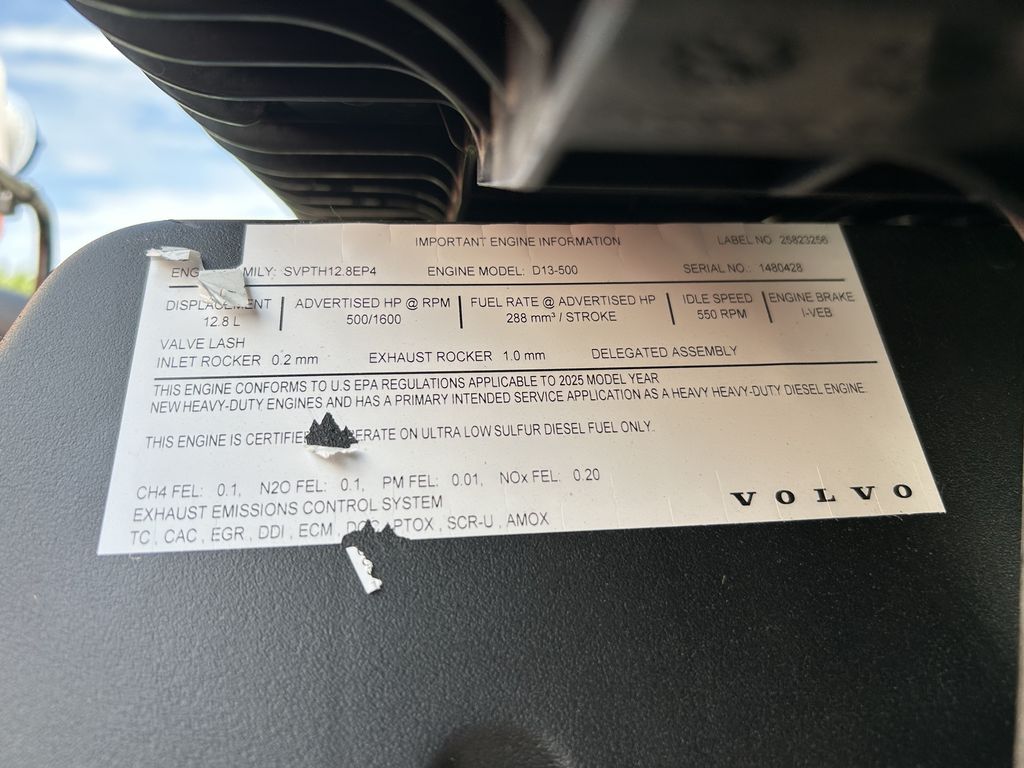 IMPORTANT ENGINE INFORMATION LABEL NO. 25823256
ENG MILY: SVPTH12.8EP4 ENGINE MODEL: D13-500 SERIAL NO.: 1480428
DISPLACEMENT ADVERTISED HP @ RPM FUEL RATE @ ADVERTISED HP IDLE SPEED ENGINE BRAKE
12.8 L 500/1600 288 mm³ / STROKE 550 RPM I-VEB
VALVE LASH
INLET ROCKER 0.2 mm EXHAUST ROCKER 1.0 mm DELEGATED ASSEMBLY
THIS ENGINE CONFORMS TO U.S EPA REGULATIONS APPLICABLE TO 2025 MODEL YEAR
NEW HEAVY-DUTY ENGINES AND HAS A PRIMARY INTENDED SERVICE APPLICATION AS A HEAVY HEAVY-DUTY DIESEL ENGINE.
THIS ENGINE IS CERTIFIE ERATE ON ULTRA LOW SULFUR DIESEL FUEL ONLY.
CH4 FEL: 0.1, N2O FEL: 0.1, PM FEL: 0.01, NOx FEL: 0.20
EXHAUST EMISSIONS CONTROL SYSTEM
TC, CAC, EGR, DDI, ECM, PTOX, SCR-U, AMOX
VOLVO